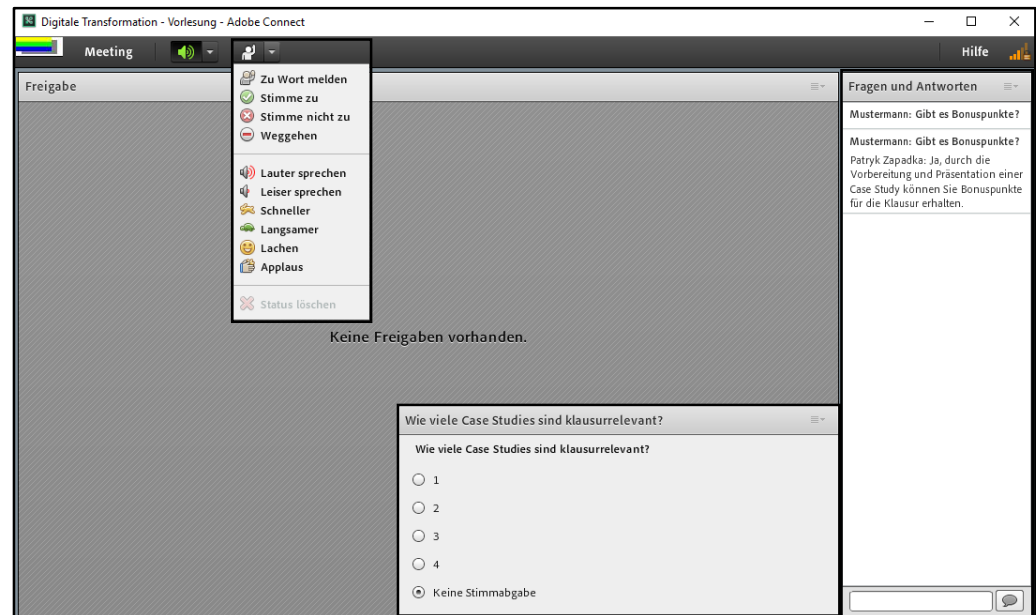 Digitale Transformation - Vorlesung - Adobe Connect
Meeting
Hilfe
Freigabe
Zu Wort melden
Stimme zu
Stimme nicht zu
Weggehen
Lauter sprechen
Leiser sprechen
Schneller
Langsamer
Lachen
Applaus
Status löschen
Keine Freigaben vorhanden.
Wie viele Case Studies sind klausurrelevant?
Wie viele Case Studies sind klausurrelevant?
1
2
3
4
Keine Stimmabgabe
Fragen und Antworten
Mustermann: Gibt es Bonuspunkte?
Mustermann: Gibt es Bonuspunkte?
Patryk Zapadka: Ja, durch die
Vorbereitung und Präsentation einer
Case Study können Sie Bonuspunkte
für die Klausur erhalten.